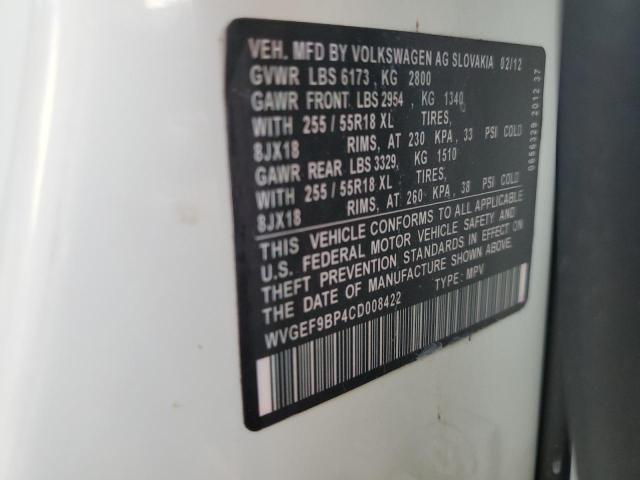 VEH. MFD BY VOLKSWAGEN AG SLOVAKIA 02/12
GVWR LBS 6173, KG 2800
GAWR FRONT LBS 2954 , KG 1340
WITH 255 / 55R18 XL TIRES,
8JX18 RIMS, AT 230 KPA, 33 PSI COLD
GAWR REAR LBS 3329, KG 1510
WITH 255 / 55R18 XL TIRES,
8JX18 RIMS, AT 260 KPA, 38 PSI COLD
THIS VEHICLE CONFORMS TO ALL APPLICABLE
U.S. FEDERAL MOTOR VEHICLE SAFETY AND
THEFT PREVENTION STANDARDS IN EFFECT ON
THE DATE OF MANUFACTURE SHOWN ABOVE.
WVGEF9BP4CD008422 TYPE: MPV
0656329 2012 37